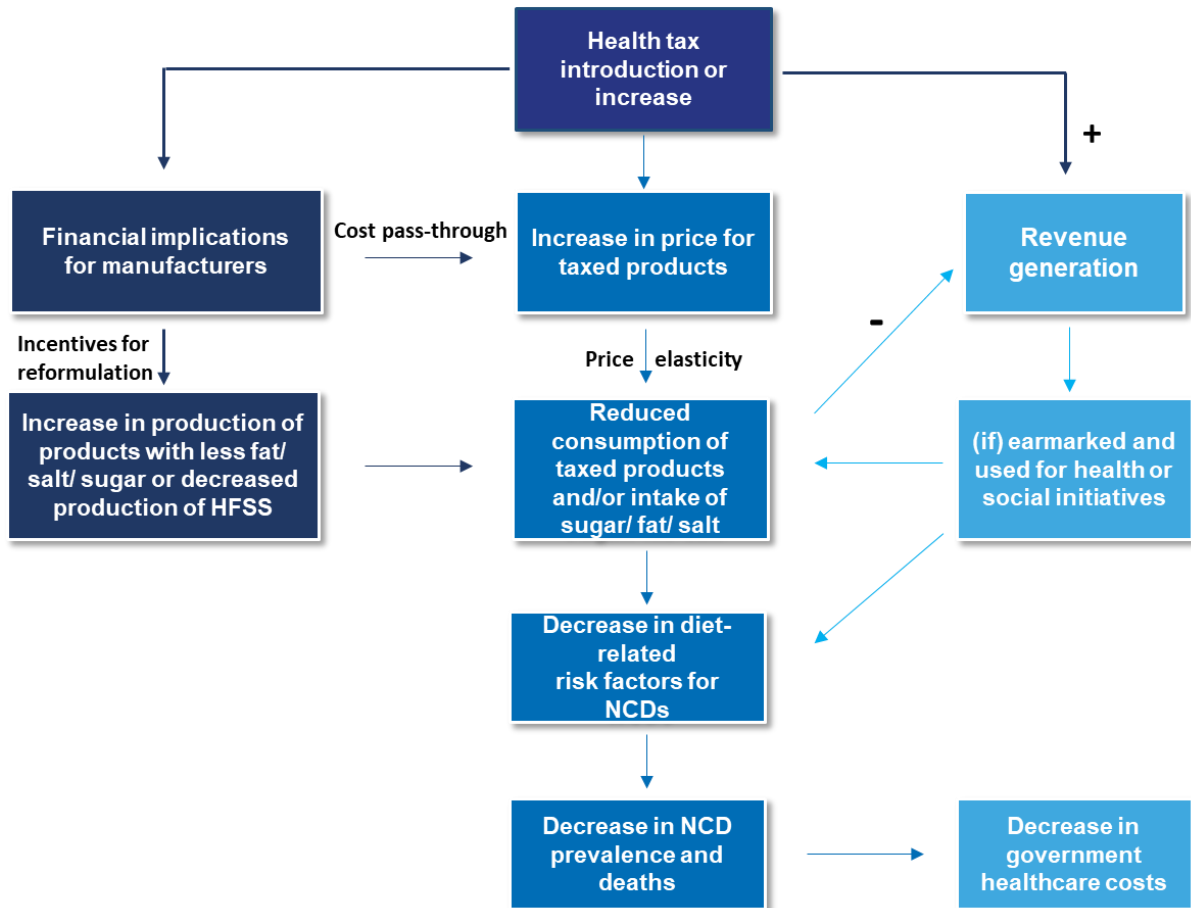 Health tax
introduction or
increase
+
Financial implications
for manufacturers
Cost pass-through
Increase in price for
taxed products
Revenue
generation
-
Incentives for
reformulation
Price elasticity
Increase in production of
products with less fat/
salt/ sugar or decreased
production of HFSS
Reduced
consumption of
taxed products
and/or intake of
sugar/ fat/ salt
(if) earmarked and
used for health or
social initiatives
Decrease in diet-
related
risk factors for
NCDs
Decrease in NCD
prevalence and
deaths
Decrease in
government
healthcare costs